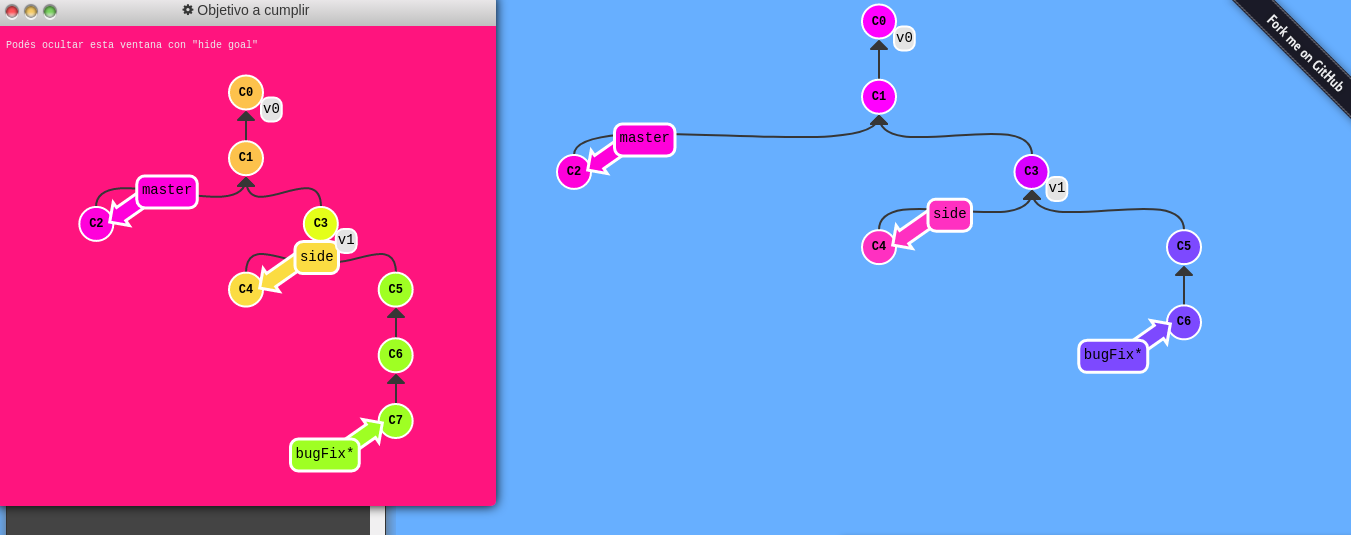 Objetivo a cumplir
Podés ocultar esta ventana con "hide goal"
C0
v0
C1
master
C2
C3
v1
side
C4
C5
C6
C7
bugFix*
C0
v0
C1
master
C2
C3
v1
side
C4
C5
C6
bugFix*
Fork me on GitHub